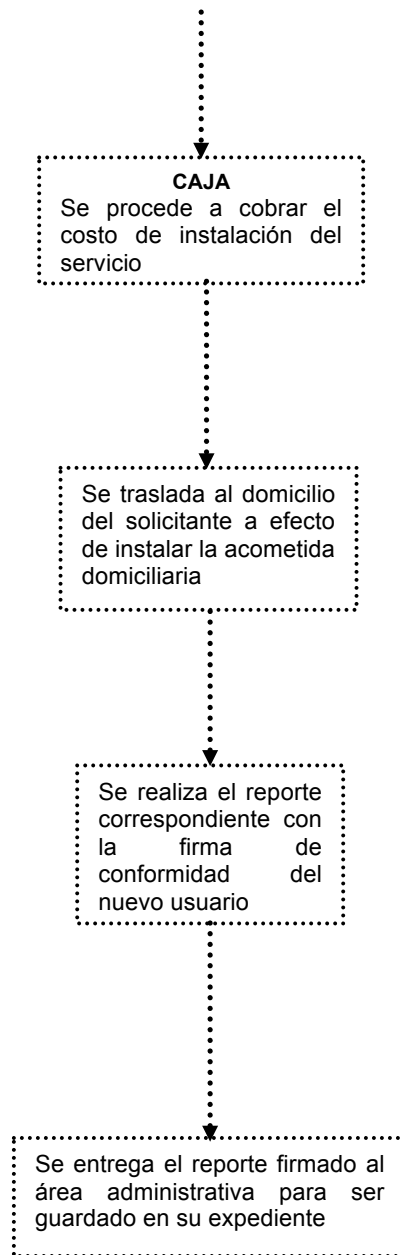 CAJA
Se procede a cobrar el
costo de instalación del
servicio
Se traslada al domicilio
del solicitante a efecto
de instalar la acometida
domiciliaria
Se realiza el reporte
correspondiente con
la firma de
conformidad del
nuevo usuario
Se entrega el reporte firmado al
área administrativa para ser
guardado en su expediente